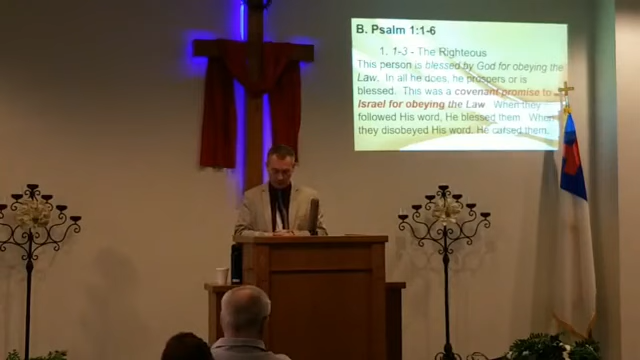 B. Psalm 1:1-6
1. 1-3 - The Righteous
This person is blessed by God for obeying the
Law. In all he does, he prospers or is
blessed. This was a covenant promise to
Israel for obeying the Law. When they
followed His word, He blessed them. When
they disobeyed His word, He cursed them.